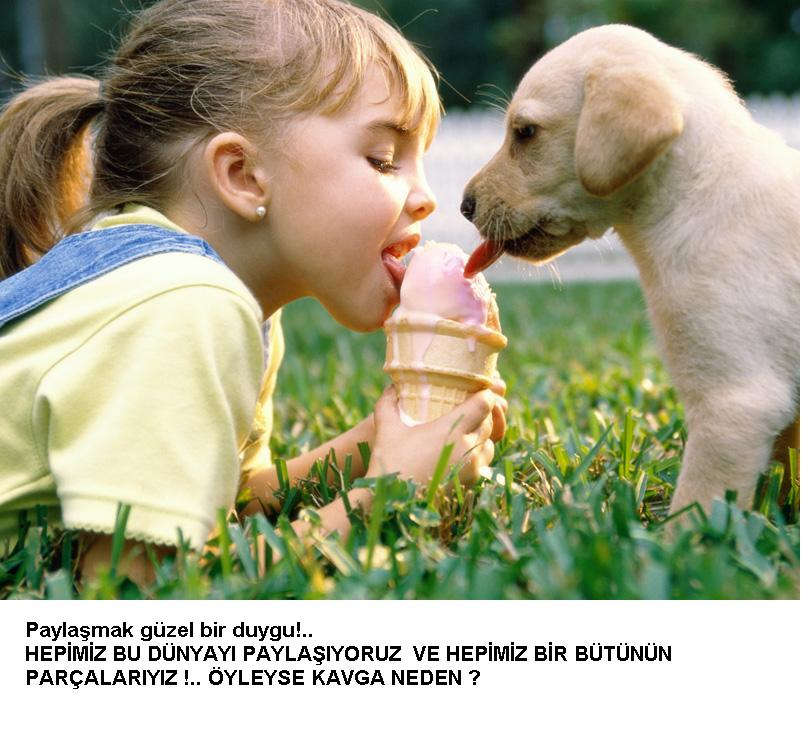 Paylaşmak güzel bir duygu!..
HEPİMİZ BU DÜNYAYI PAYLAŞIYORUZ  VE HEPİMİZ BİR BÜTÜNÜN
PARÇALARIYIZ !.. ÖYLEYSE KAVGA NEDEN ?